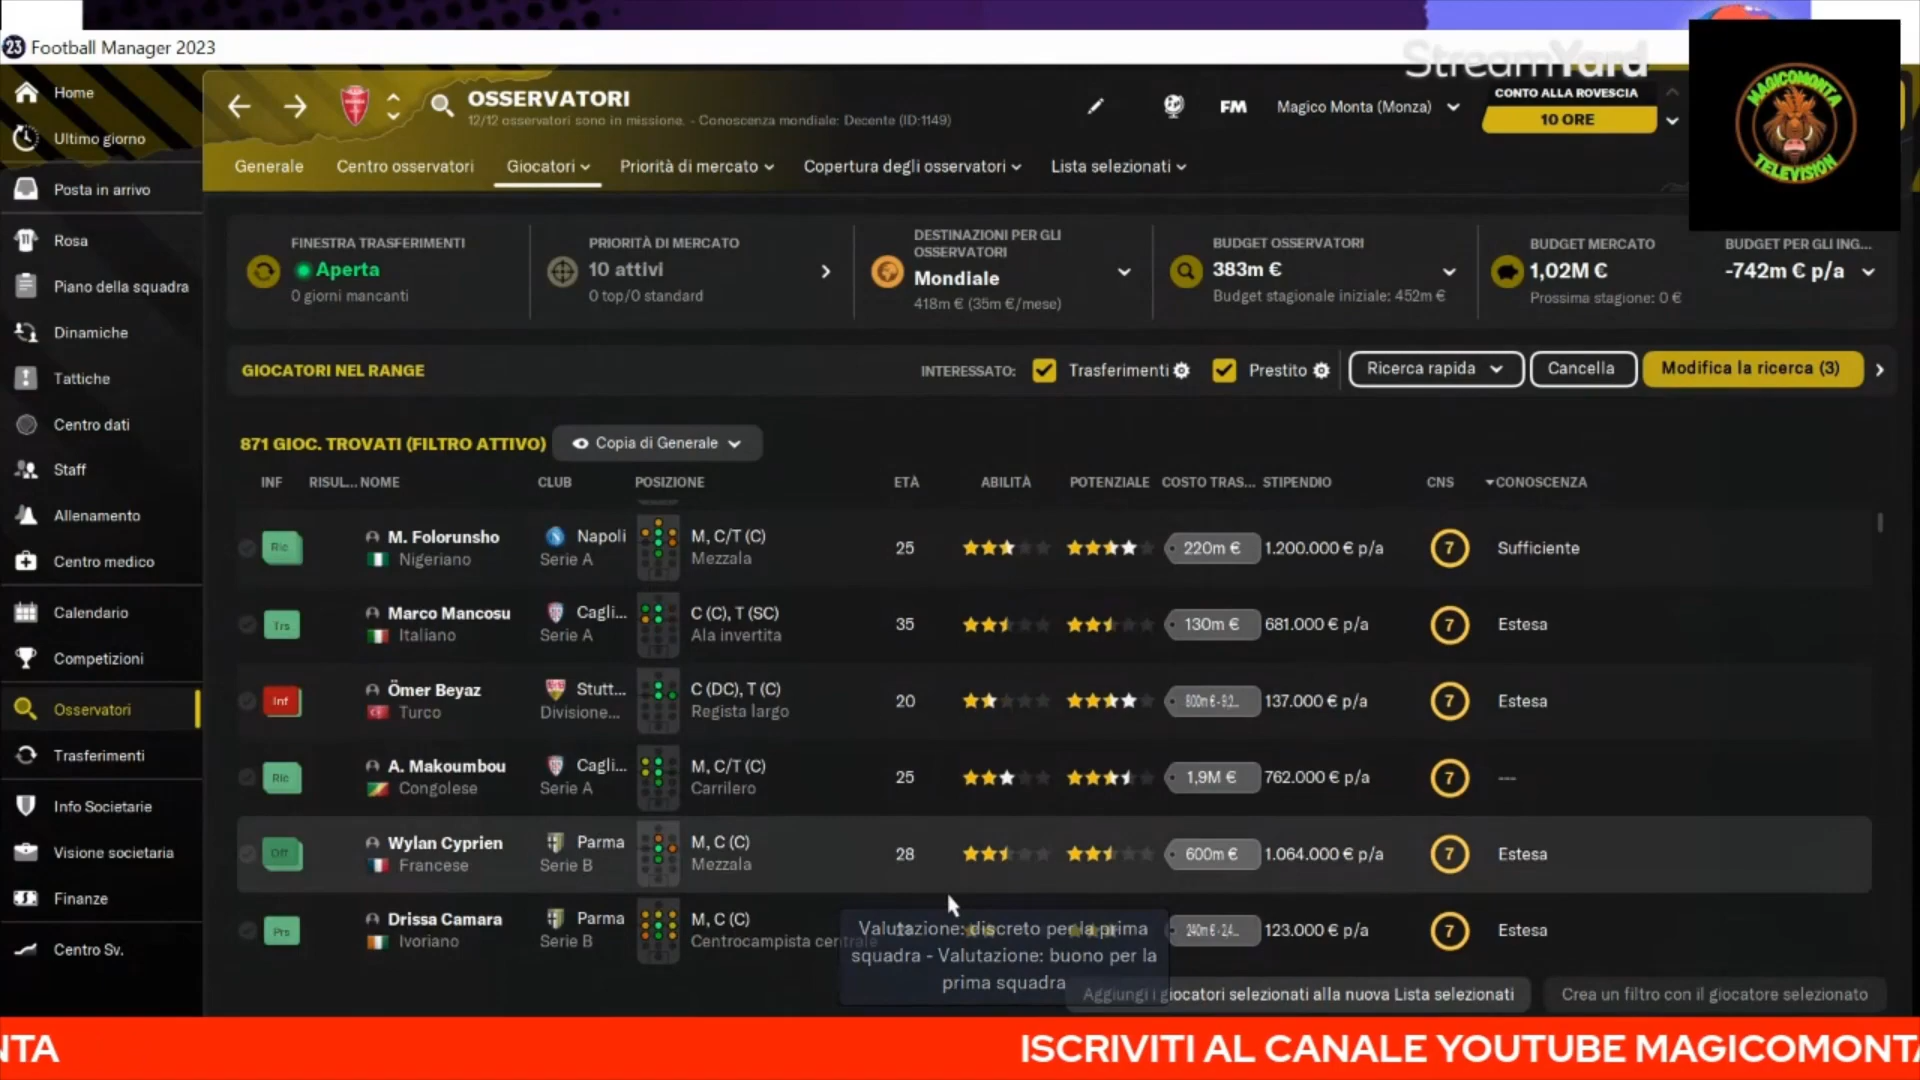 Football Manager 2023
StreamYard
Home
Ultimo giorno
Posta in arrivo
Rosa
Piano della squadra
Dinamiche
Tattiche
Centro dati
Staff
Allenamento
Centro medico
Calendario
Competizioni
Osservatori
Trasferimenti
Info Societarie
Visione societaria
Finanze
Centro Sv.
OSSERVATORI
12/12 osservatori sono in missione. - Conoscenza mondiale: Decente (ID:1149)
FM
Magico Monta (Monza)
CONTO ALLA ROVESCIA
10 ORE
MAGICOMONTA
TELEVISION
Generale
Centro osservatori
Giocatori
Priorità di mercato
Copertura degli osservatori
Lista selezionati
FINESTRA TRASFERIMENTI
Aperta
0 giorni mancanti
PRIORITÀ DI MERCATO
10 attivi
0 top/0 standard
DESTINAZIONI PER GLI
OSSERVATORI
Mondiale
418m € (35m €/mese)
BUDGET OSSERVATORI
383m €
Budget stagionale iniziale: 452m €
BUDGET MERCATO
1,02M €
Prossima stagione: 0 €
BUDGET PER GLI ING...
-742m € p/a
GIOCATORI NEL RANGE
INTERESSATO:
Trasferimenti
Prestito
Ricerca rapida
Cancella
Modifica la ricerca (3)
871 GIOC. TROVATI (FILTRO ATTIVO)
Copia di Generale
INF RISUL... NOME CLUB POSIZIONE ETÀ ABILITÀ POTENZIALE COSTO TRAS... STIPENDIO CNS CONOSCENZA
Ric M. Folorunsho Napoli M, C/T (C) 25 220m € 1.200.000 € p/a 7 Sufficiente
Nigeriano Serie A Mezzala
Trs Marco Mancosu Cagli... C (C), T (SC) 35 130m € 681.000 € p/a 7 Estesa
Italiano Serie A Ala invertita
Inf Ömer Beyaz Stutt... C (DC), T (C) 20 137.000 € p/a 7 Estesa
Turco Divisione... Regista largo
Ric A. Makoumbou Cagli... M, C/T (C) 25 1,9M € 762.000 € p/a 7 ---
Congolese Serie A Carrilero
Off Wylan Cyprien Parma M, C (C) 28 600m € 1.064.000 € p/a 7 Estesa
Francese Serie B Mezzala
Prs Drissa Camara Parma M, C (C) 123.000 € p/a 7 Estesa
Ivoriano Serie B Centrocampista centrale
Valutazione: discreto per la prima
squadra - Valutazione: buono per la
prima squadra
Aggiungi i giocatori selezionati alla nuova Lista selezionati
Crea un filtro con il giocatore selezionato
NTA
ISCRIVITI AL CANALE YOUTUBE MAGICOMONTA